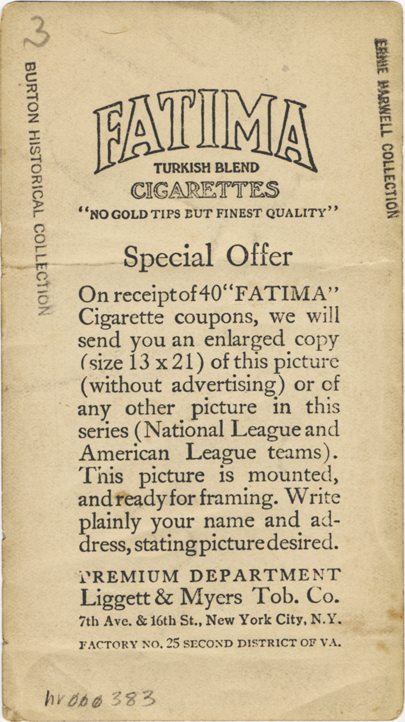 3
BURTON HISTORICAL COLLECTION
ERNIE HARWELL COLLECTION
FATIMA
TURKISH BLEND
CIGARETTES
"NO GOLD TIPS BUT FINEST QUALITY"
Special Offer
On receipt of 40 "FATIMA"
Cigarette coupons, we will
send you an enlarged copy
(size 13 x 21) of this picture
(without advertising) or of
any other picture in this
series (National League and
American League teams).
This picture is mounted,
and ready for framing. Write
plainly your name and ad-
dress, stating picture desired.
PREMIUM DEPARTMENT
Liggett & Myers Tob. Co.
7th Ave. & 16th St., New York City, N.Y.
FACTORY NO. 25 SECOND DISTRICT OF VA.
hv000383